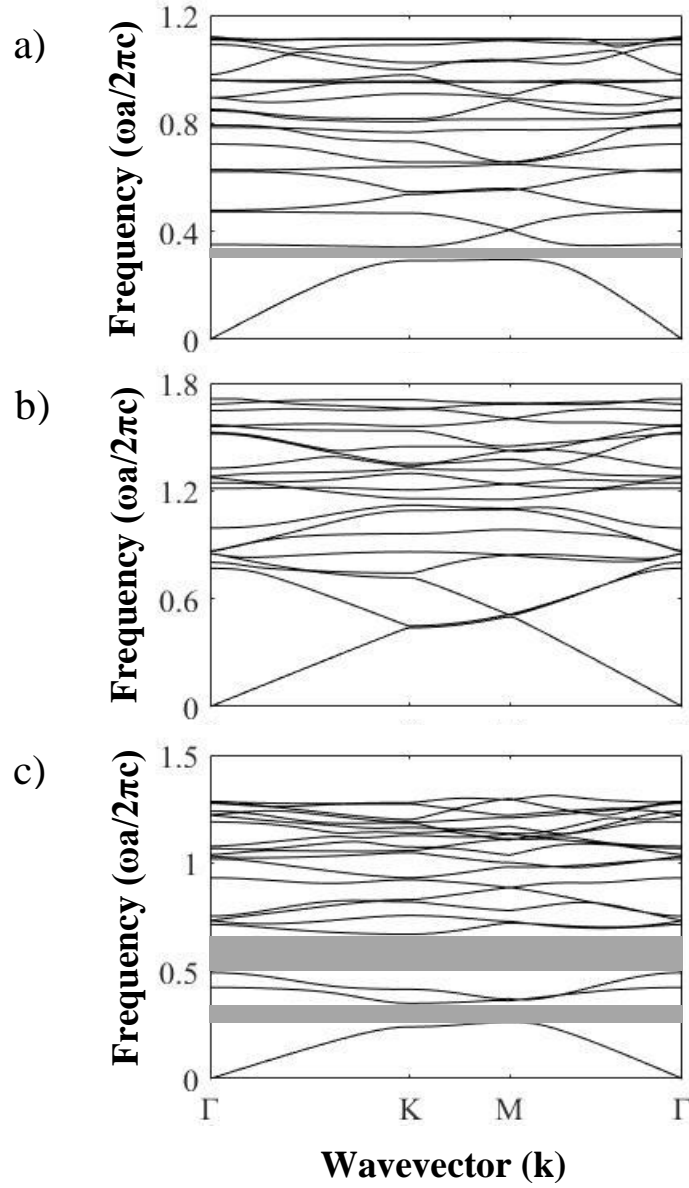 a)
Frequency (ωa/2πc)
1.2
0.8
0.4
0
b)
Frequency (ωa/2πc)
1.8
1.2
0.6
0
c)
Frequency (ωa/2πc)
1.5
1
0.5
0
Γ K M Γ
Wavevector (k)